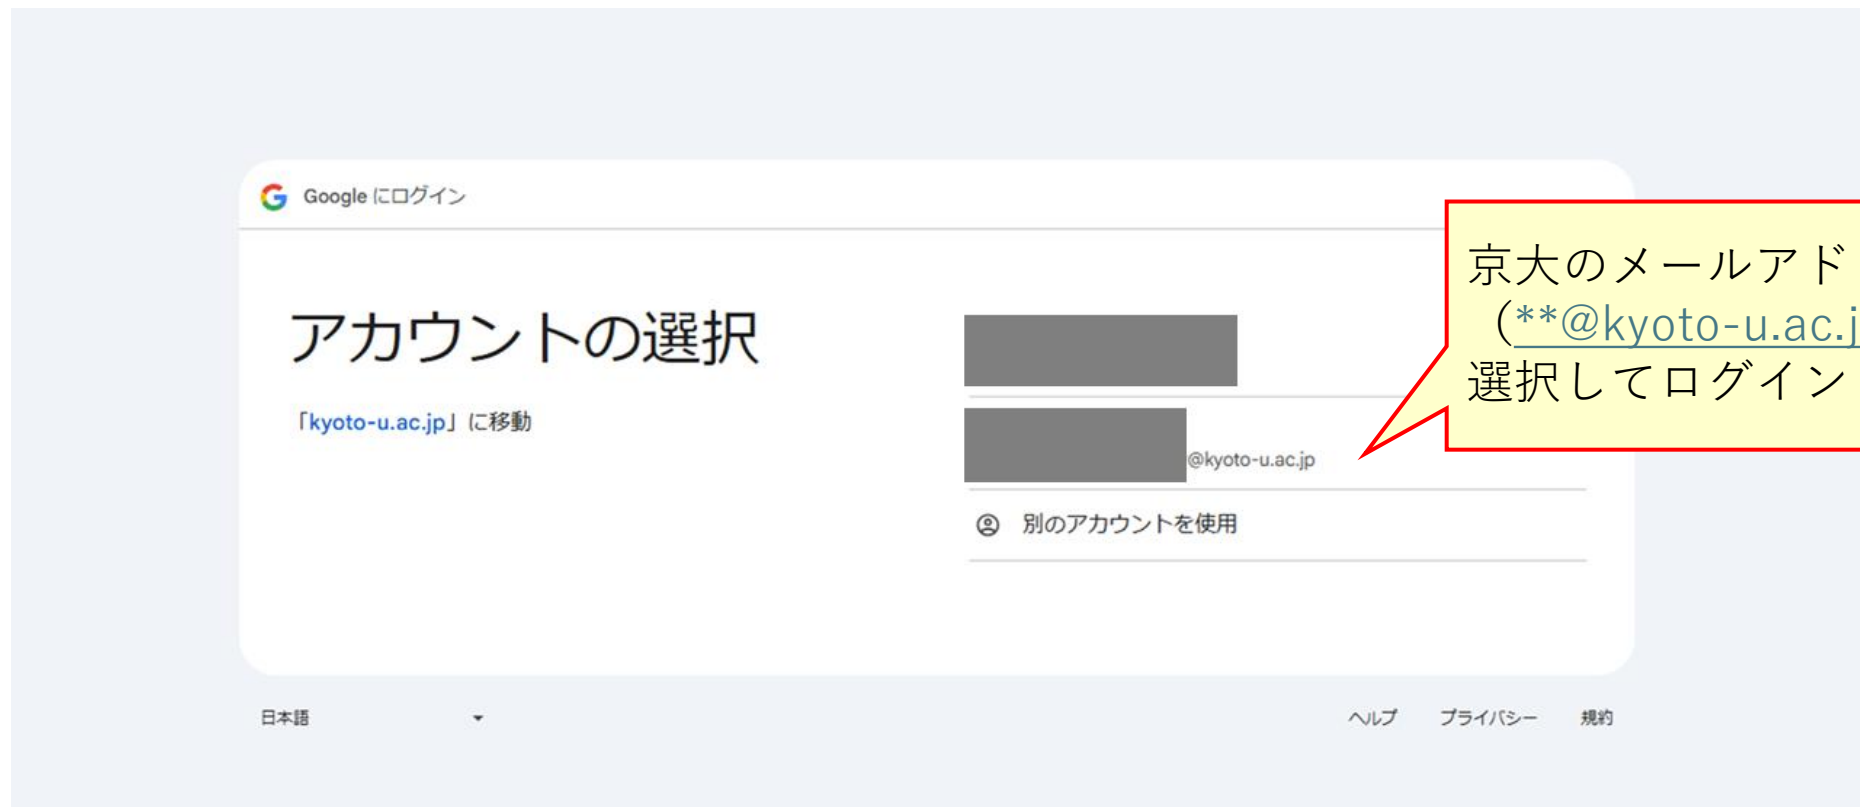 Google にログイン
アカウントの選択
「kyoto-u.ac.jp」に移動
@kyoto-u.ac.jp
別のアカウントを使用
京大のメールアド
（**@kyoto-u.ac.j
選択してログイン
日本語
ヘルプ プライバシー 規約